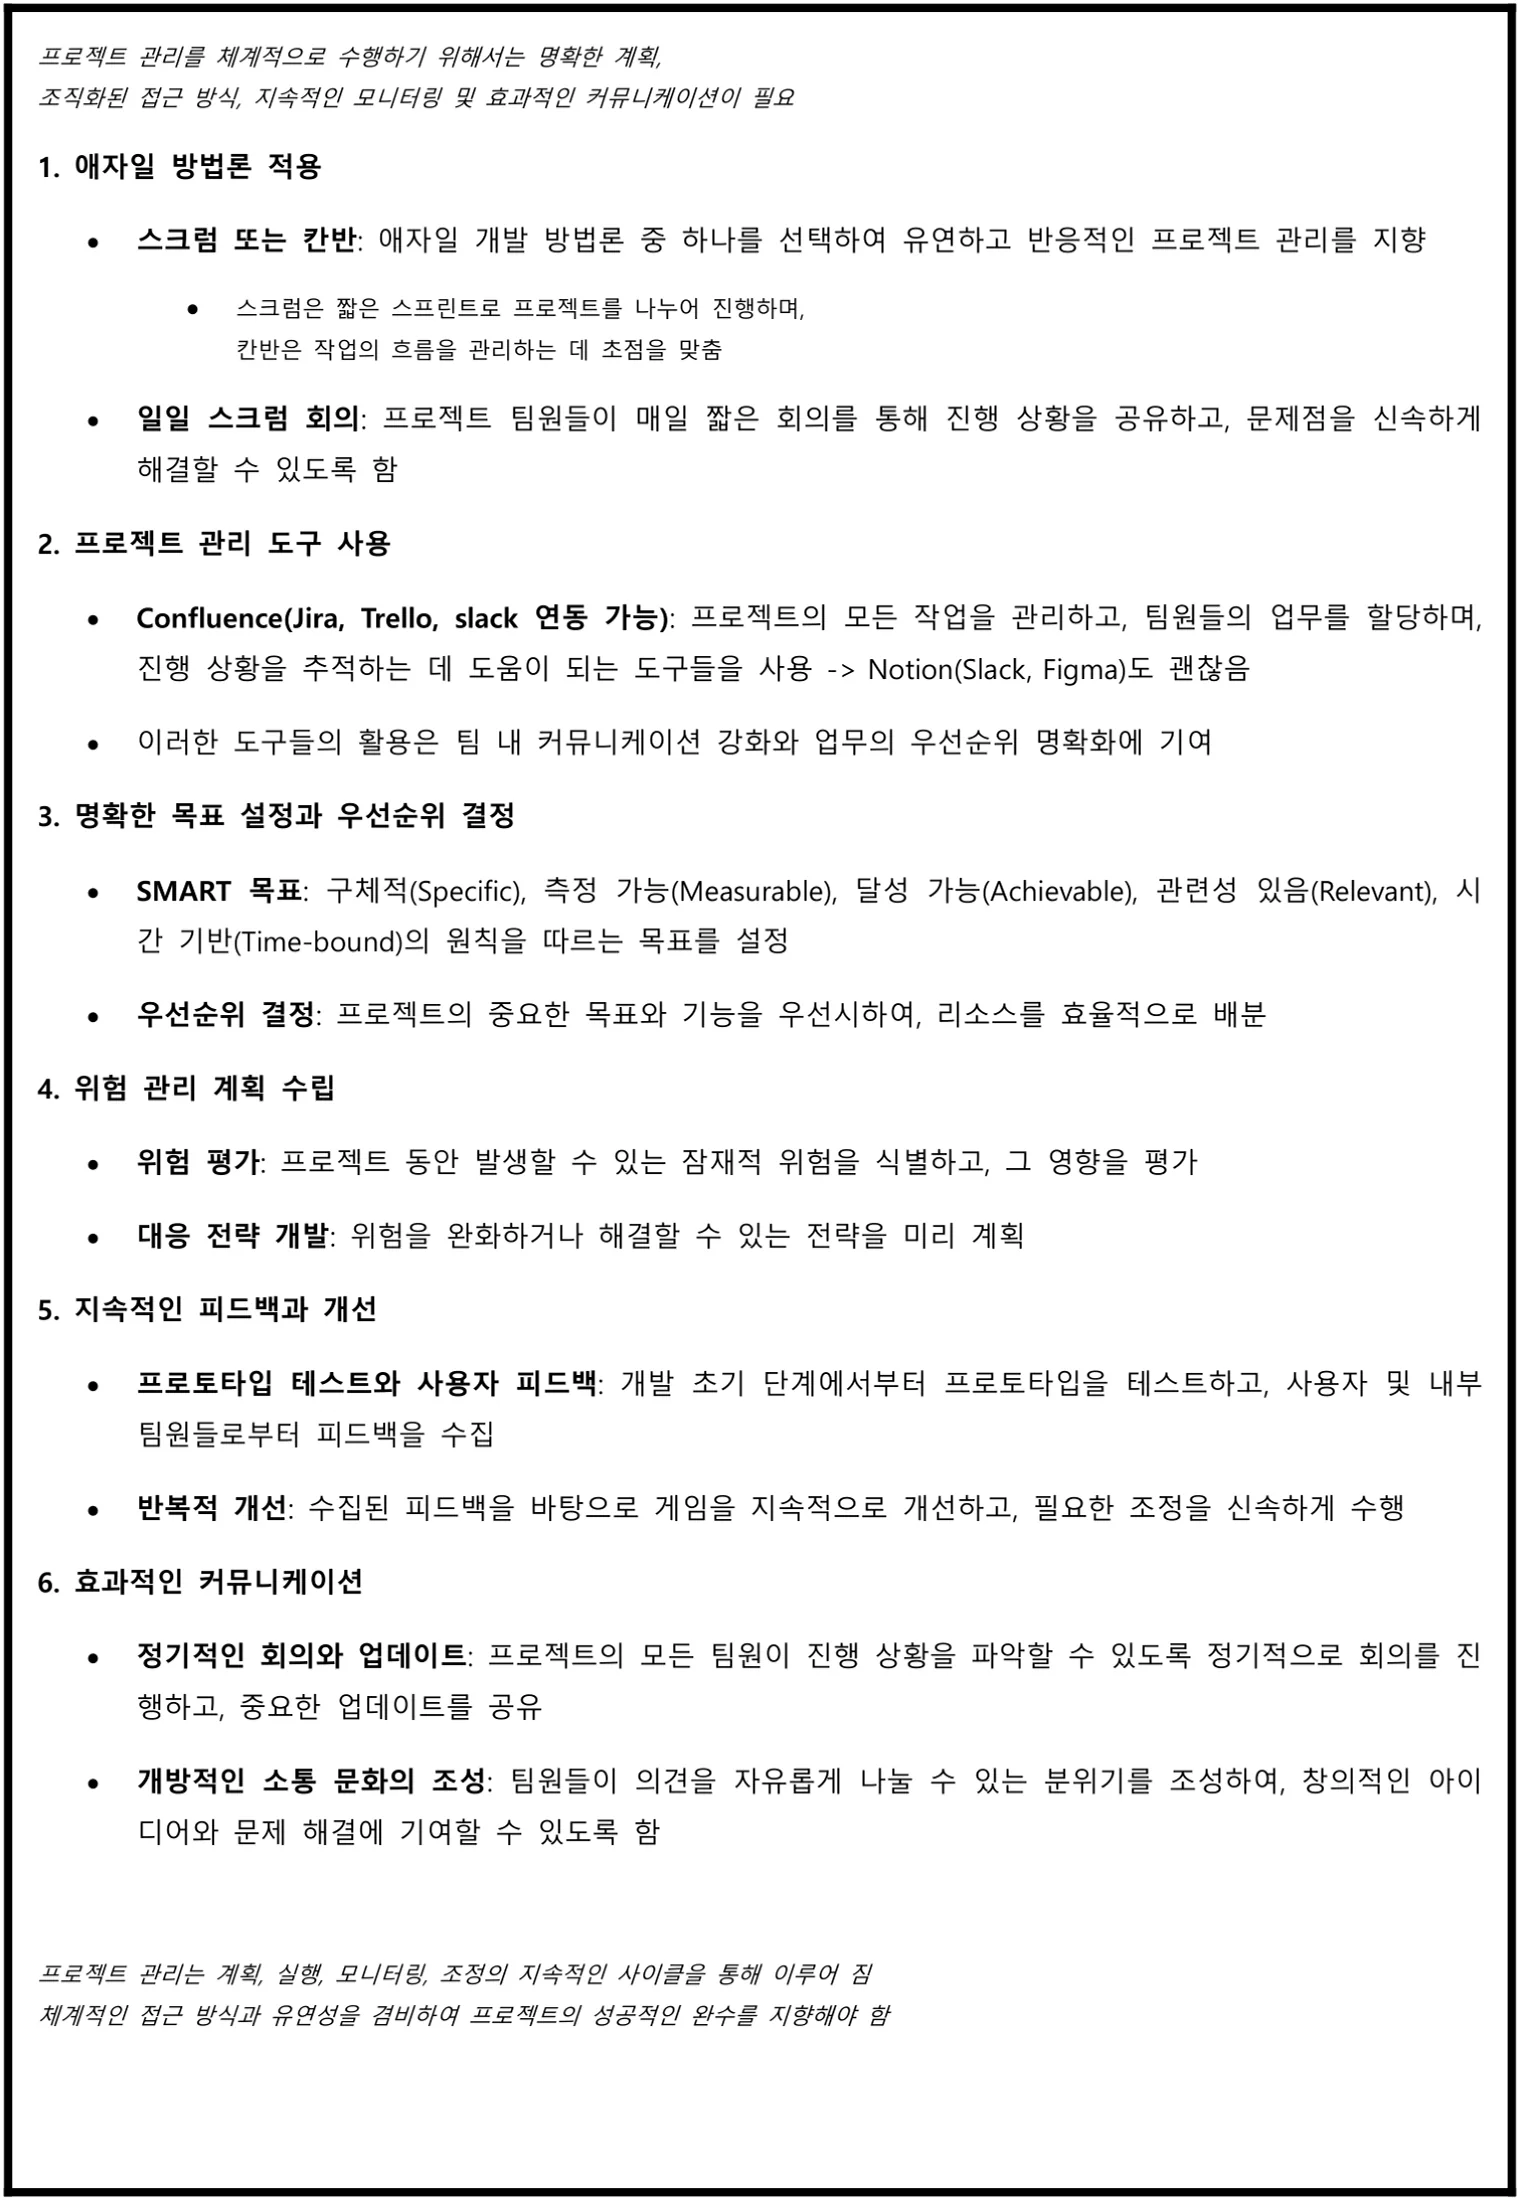 프로젝트 관리를 체계적으로 수행하기 위해서는 명확한 계획,
조직화된 접근 방식, 지속적인 모니터링 및 효과적인 커뮤니케이션이 필요
1. 애자일 방법론 적용
• 스크럼 또는 칸반: 애자일 개발 방법론 중 하나를 선택하여 유연하고 반응적인 프로젝트 관리를 지향
• 스크럼은 짧은 스프린트로 프로젝트를 나누어 진행하며,
칸반은 작업의 흐름을 관리하는 데 초점을 맞춤
• 일일 스크럼 회의: 프로젝트 팀원들이 매일 짧은 회의를 통해 진행 상황을 공유하고, 문제점을 신속하게
해결할 수 있도록 함
2. 프로젝트 관리 도구 사용
• Confluence(Jira, Trello, slack 연동 가능): 프로젝트의 모든 작업을 관리하고, 팀원들의 업무를 할당하며,
진행 상황을 추적하는 데 도움이 되는 도구들을 사용 -> Notion(Slack, Figma)도 괜찮음
• 이러한 도구들의 활용은 팀 내 커뮤니케이션 강화와 업무의 우선순위 명확화에 기여
3. 명확한 목표 설정과 우선순위 결정
• SMART 목표: 구체적(Specific), 측정 가능(Measurable), 달성 가능(Achievable), 관련성 있음(Relevant), 시
간 기반(Time-bound)의 원칙을 따르는 목표를 설정
• 우선순위 결정: 프로젝트의 중요한 목표와 기능을 우선시하여, 리소스를 효율적으로 배분
4. 위험 관리 계획 수립
• 위험 평가: 프로젝트 동안 발생할 수 있는 잠재적 위험을 식별하고, 그 영향을 평가
• 대응 전략 개발: 위험을 완화하거나 해결할 수 있는 전략을 미리 계획
5. 지속적인 피드백과 개선
• 프로토타입 테스트와 사용자 피드백: 개발 초기 단계에서부터 프로토타입을 테스트하고, 사용자 및 내부
팀원들로부터 피드백을 수집
• 반복적 개선: 수집된 피드백을 바탕으로 게임을 지속적으로 개선하고, 필요한 조정을 신속하게 수행
6. 효과적인 커뮤니케이션
• 정기적인 회의와 업데이트: 프로젝트의 모든 팀원이 진행 상황을 파악할 수 있도록 정기적으로 회의를 진
행하고, 중요한 업데이트를 공유
• 개방적인 소통 문화의 조성: 팀원들이 의견을 자유롭게 나눌 수 있는 분위기를 조성하여, 창의적인 아이
디어와 문제 해결에 기여할 수 있도록 함
프로젝트 관리는 계획, 실행, 모니터링, 조정의 지속적인 사이클을 통해 이루어 짐
체계적인 접근 방식과 유연성을 겸비하여 프로젝트의 성공적인 완수를 지향해야 함